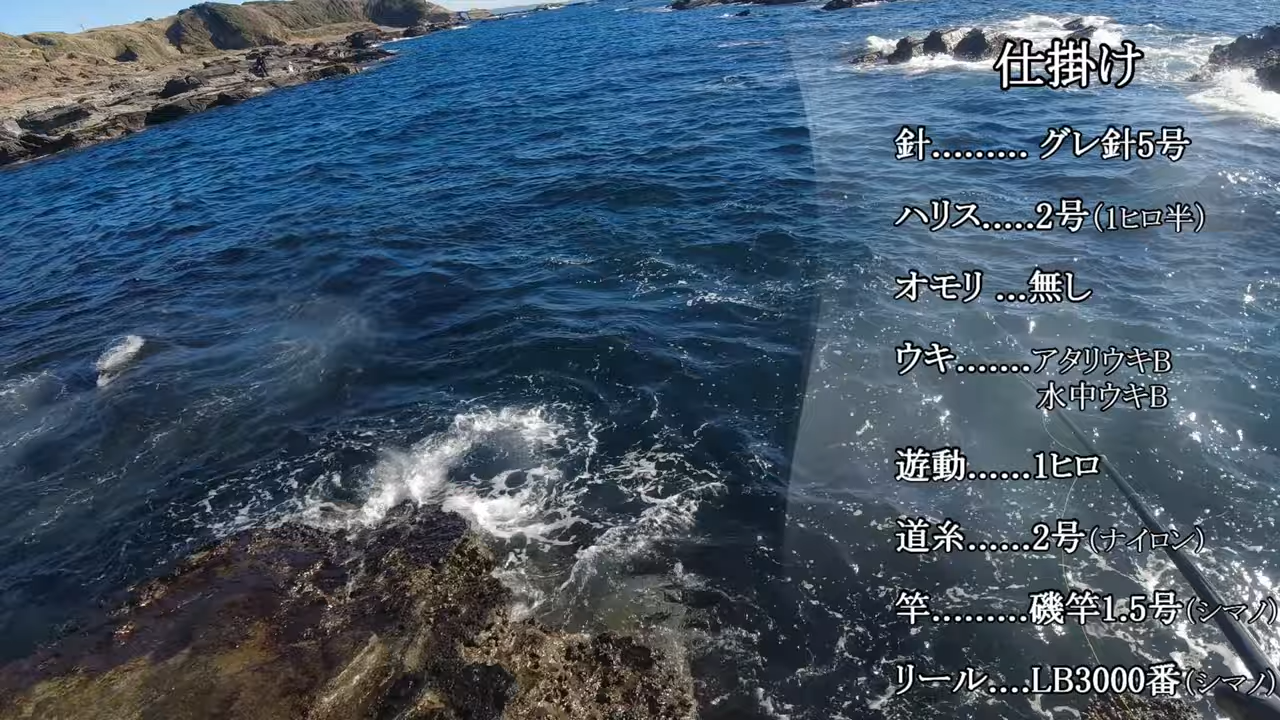 仕掛け
針......... グレ針5号
ハリス.....2号(1ヒロ半)
オモリ ...無し
ウキ.......アタリウキB
水中ウキB
遊動......1ヒロ
道糸......2号(ナイロン)
竿.........磯竿1.5号(シマノ)
リール....LB3000番(シマノ)